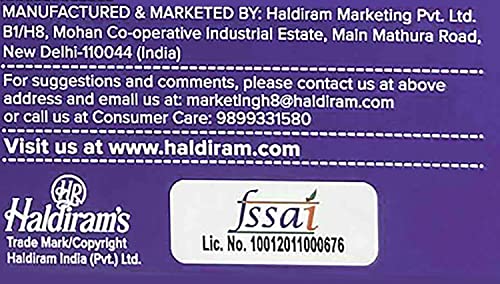 MANUFACTURED & MARKETED BY: Haldiram Marketing Pvt. Ltd.
B1/H8, Mohan Co-operative Industrial Estate, Main Mathura Road,
New Delhi-110044 (India)
For suggestions and comments, please contact us at above
address and email us at: marketingh8@haldiram.com
or call us at Consumer Care: 9899331580
Visit us at www.haldiram.com
HR
Haldiram's
Trade Mark/Copyright
Haldiram India (Pvt.) Ltd.
fssai
Lic. No. 10012011000676